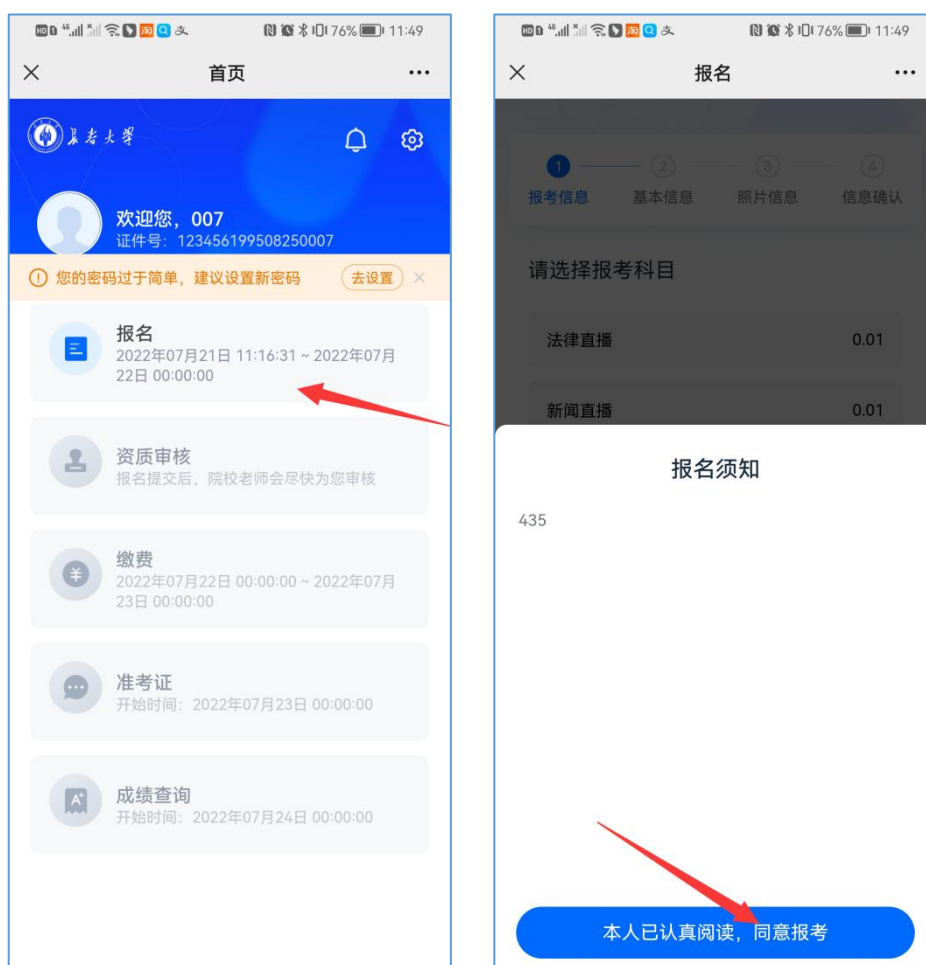 76% 11:49
首页
欢迎您，007
证件号：123456199508250007
您的密码过于简单，建议设置新密码
去设置
报名
2022年07月21日 11:16:31 ~ 2022年07月
22日 00:00:00
资质审核
报名提交后，院校老师会尽快为您审核
缴费
2022年07月22日 00:00:00 ~ 2022年07月
23日 00:00:00
准考证
开始时间：2022年07月23日 00:00:00
成绩查询
开始时间：2022年07月24日 00:00:00
76% 11:49
报名
1 2 3 4
报考信息 基本信息 照片信息 信息确认
请选择报考科目
法律直播 0.01
新闻直播 0.01
报名须知
435
本人已认真阅读，同意报考